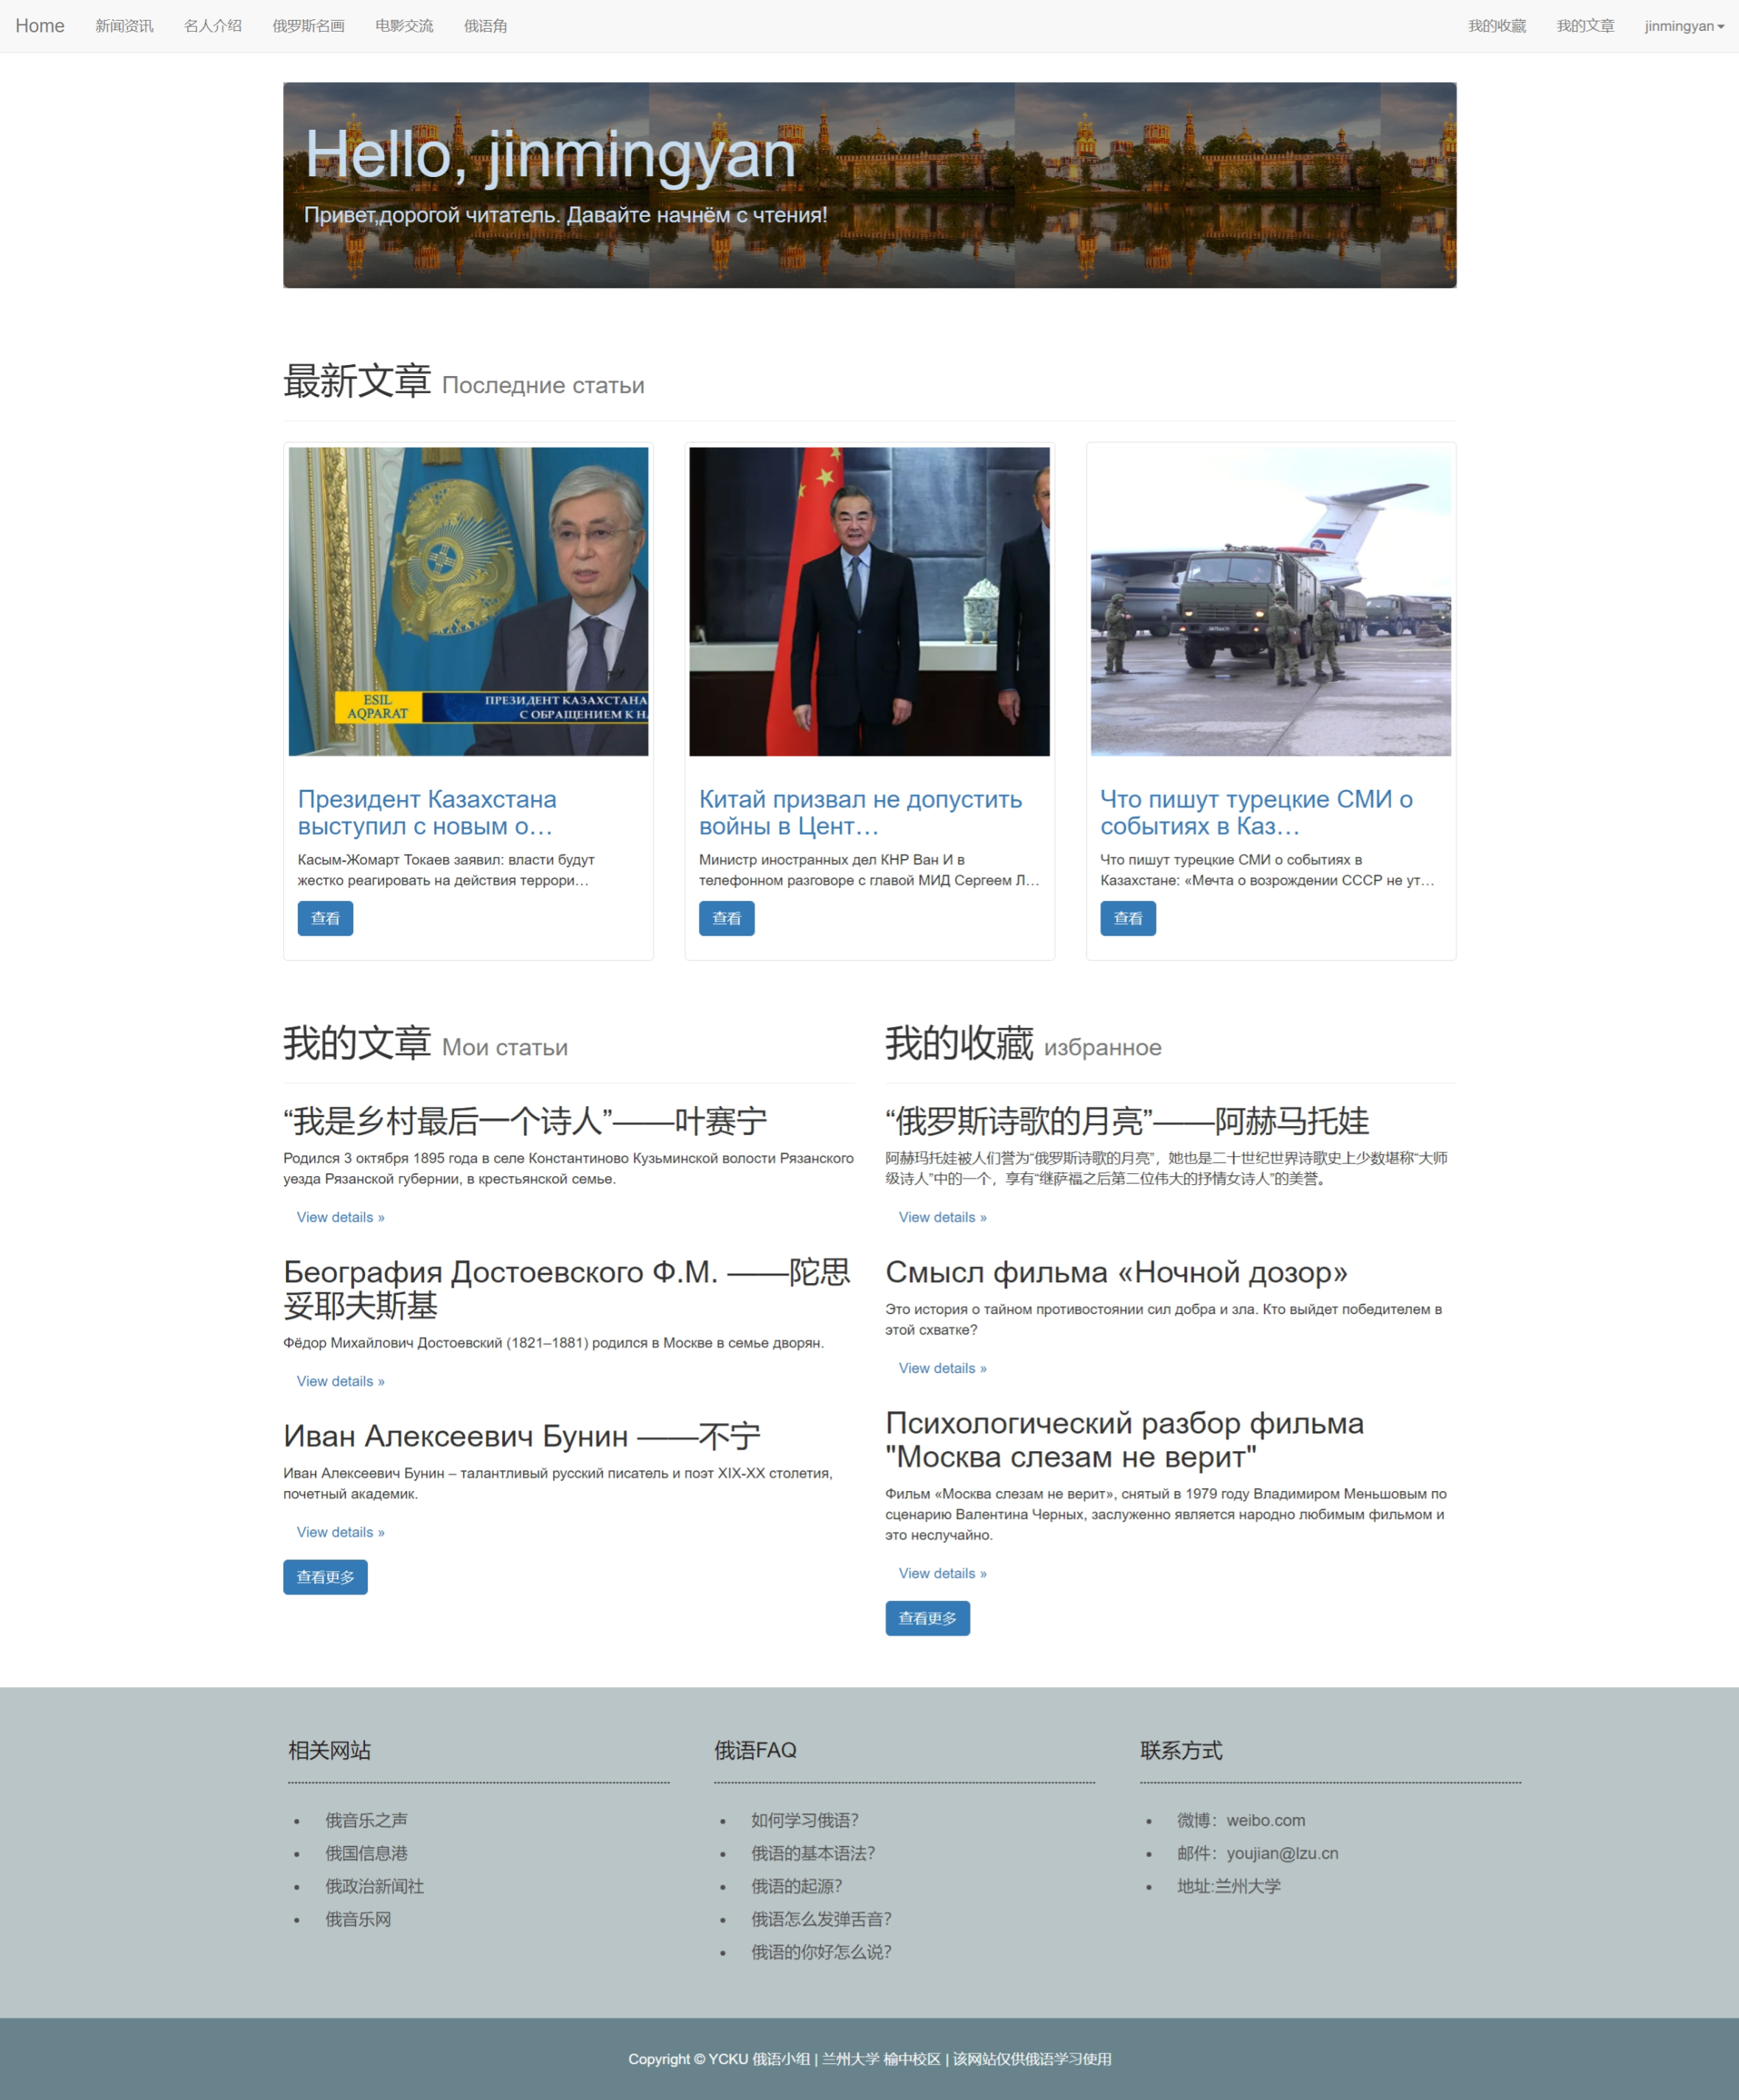 Home 新闻资讯 名人介绍 俄罗斯名画 电影交流 俄语角 我的收藏 我的文章 jinmingyan
Hello, jinmingyan
Привет,дорогой читатель. Давайте начнём с чтения!
最新文章 Последние статьи
ESIL
AQPARAT
ПРЕЗИДЕНТ КАЗАХСТАНА
С ОБРАЩЕНИЕМ К Н
Президент Казахстана
выступил с новым о…
Касым-Жомарт Токаев заявил: власти будут
жестко реагировать на действия террори…
查看
Китай призвал не допустить
войны в Цент…
Министр иностранных дел КНР Ван И в
телефонном разговоре с главой МИД Сергеем Л…
查看
Что пишут турецкие СМИ о
событиях в Каз…
Что пишут турецкие СМИ о событиях в
Казахстане: «Мечта о возрождении СССР не ут…
查看
我的文章 Мои статьи
“我是乡村最后一个诗人”——叶赛宁
Родился 3 октября 1895 года в селе Константиново Кузьминской волости Рязанского
уезда Рязанской губернии, в крестьянской семье.
View details »
Беография Достоевского Ф.М. ——陀思
妥耶夫斯基
Фёдор Михайлович Достоевский (1821–1881) родился в Москве в семье дворян.
View details »
Иван Алексеевич Бунин ——不宁
Иван Алексеевич Бунин – талантливый русский писатель и поэт XIX-XX столетия,
почетный академик.
View details »
查看更多
我的收藏 избранное
“俄罗斯诗歌的月亮”——阿赫马托娃
阿赫玛托娃被人们誉为“俄罗斯诗歌的月亮”，她也是二十世纪世界诗歌史上少数堪称“大师
级诗人”中的一个，享有“继萨福之后第二位伟大的抒情女诗人”的美誉。
View details »
Смысл фильма «Ночной дозор»
Это история о тайном противостоянии сил добра и зла. Кто выйдет победителем в
этой схватке?
View details »
Психологический разбор фильма
"Москва слезам не верит"
Фильм «Москва слезам не верит», снятый в 1979 году Владимиром Меньшовым по
сценарию Валентина Черных, заслуженно является народно любимым фильмом и
это неслучайно.
View details »
查看更多
相关网站
• 俄音乐之声
• 俄国信息港
• 俄政治新闻社
• 俄音乐网
俄语FAQ
• 如何学习俄语？
• 俄语的基本语法？
• 俄语的起源？
• 俄语怎么发弹舌音？
• 俄语的你好怎么说？
联系方式
• 微博：weibo.com
• 邮件：youjian@lzu.cn
• 地址:兰州大学
Copyright © YCKU 俄语小组 | 兰州大学 榆中校区 | 该网站仅供俄语学习使用